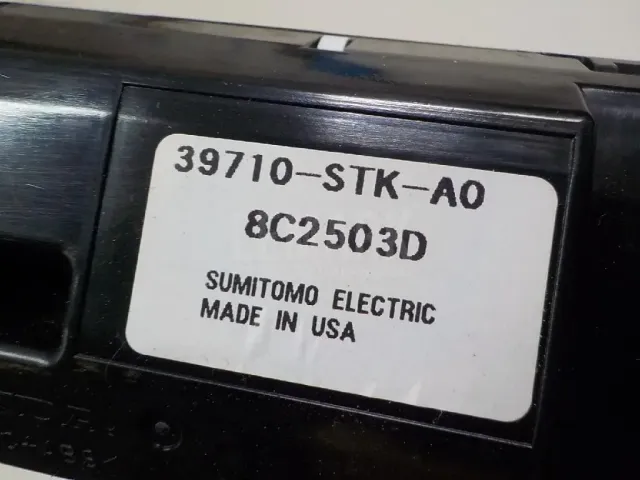 39710-STK-A0
8C2503D
SUMITOMO ELECTRIC
MADE IN USA